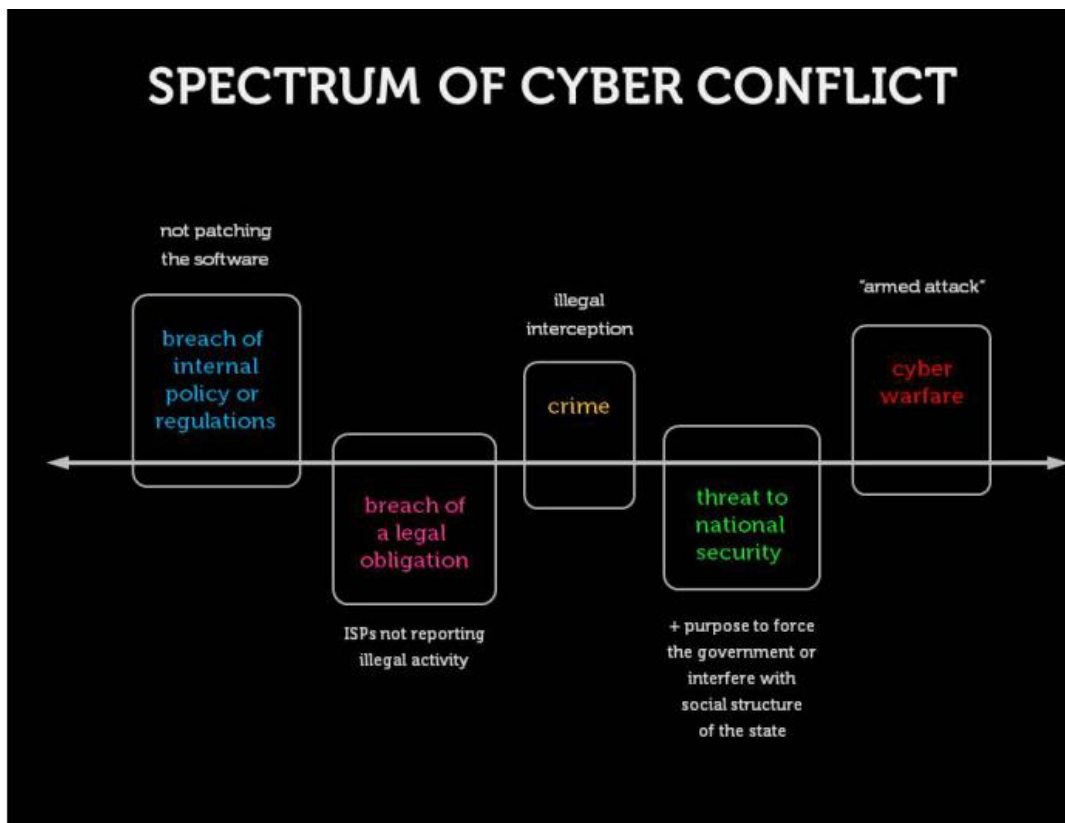 SPECTRUM OF CYBER CONFLICT
not patching
the software
breach of
internal
policy or
regulations
breach of
a legal
obligation
ISPs not reporting
illegal activity
illegal
interception
crime
threat to
national
security
+ purpose to force
the government or
interfere with
social structure
of the state
"armed attack"
cyber
warfare